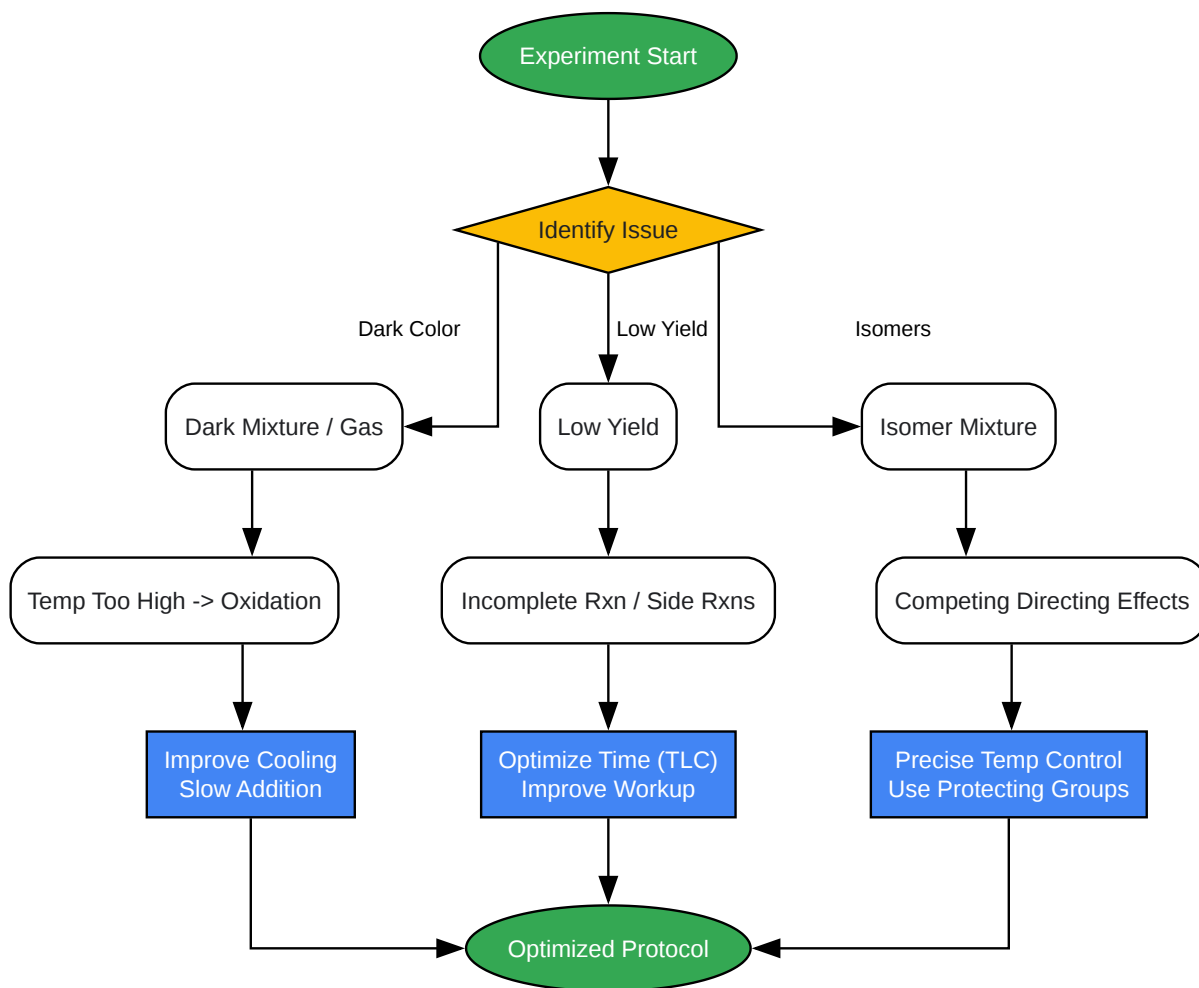 Experiment Start
Identify Issue
Dark Color
Low Yield
Isomers
Dark Mixture / Gas
Low Yield
Isomer Mixture
Temp Too High -> Oxidation
Incomplete Rxn / Side Rxns
Competing Directing Effects
Improve Cooling
Slow Addition
Optimize Time (TLC)
Improve Workup
Precise Temp Control
Use Protecting Groups
Optimized Protocol